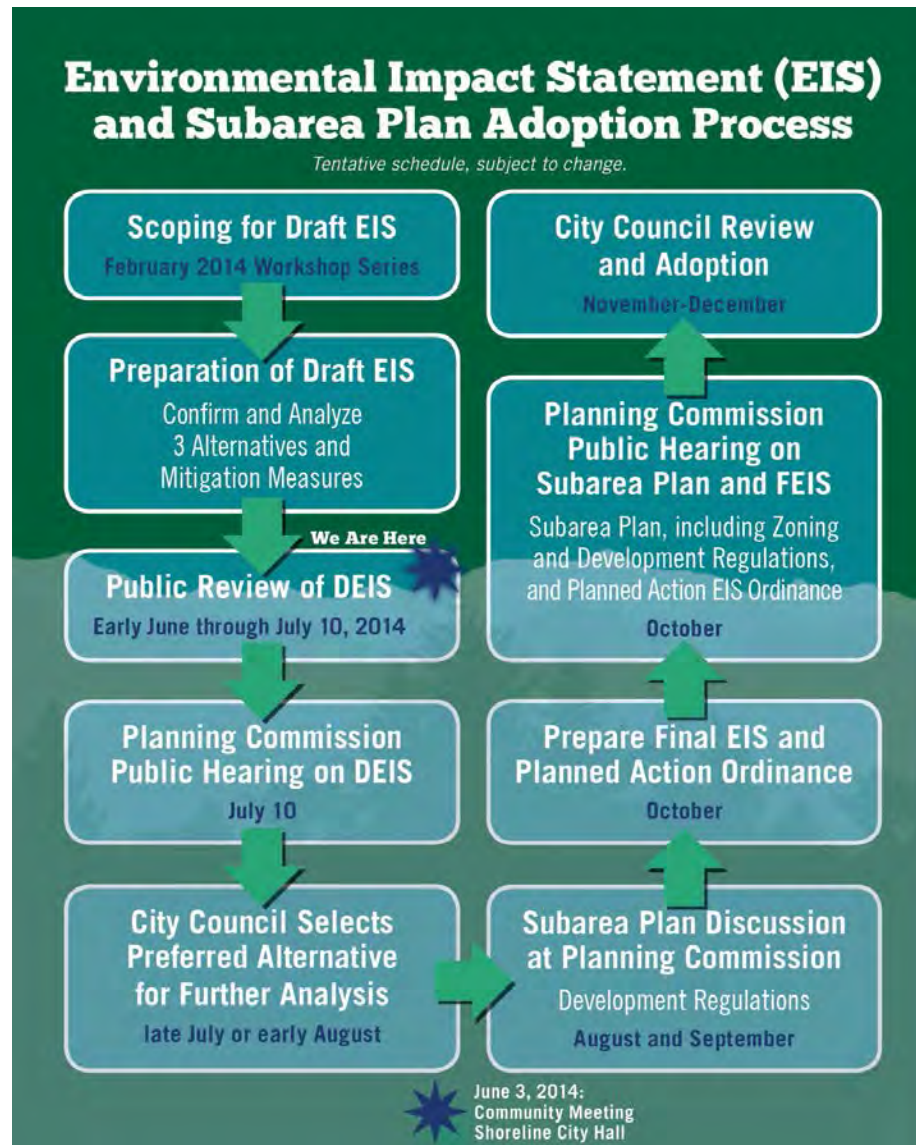 Environmental Impact Statement (EIS)
and Subarea Plan Adoption Process
Tentative schedule, subject to change.
Scoping for Draft EIS
February 2014 Workshop Series
Preparation of Draft EIS
Confirm and Analyze
3 Alternatives and
Mitigation Measures
We Are Here
Public Review of DEIS
Early June through July 10, 2014
Planning Commission
Public Hearing on DEIS
July 10
City Council Selects
Preferred Alternative
for Further Analysis
late July or early August
Subarea Plan Discussion
at Planning Commission
Development Regulations
August and September
Prepare Final EIS and
Planned Action Ordinance
October
Planning Commission
Public Hearing on
Subarea Plan and FEIS
Subarea Plan, including Zoning
and Development Regulations,
and Planned Action EIS Ordinance
October
City Council Review
and Adoption
November-December
June 3, 2014:
Community Meeting
Shoreline City Hall